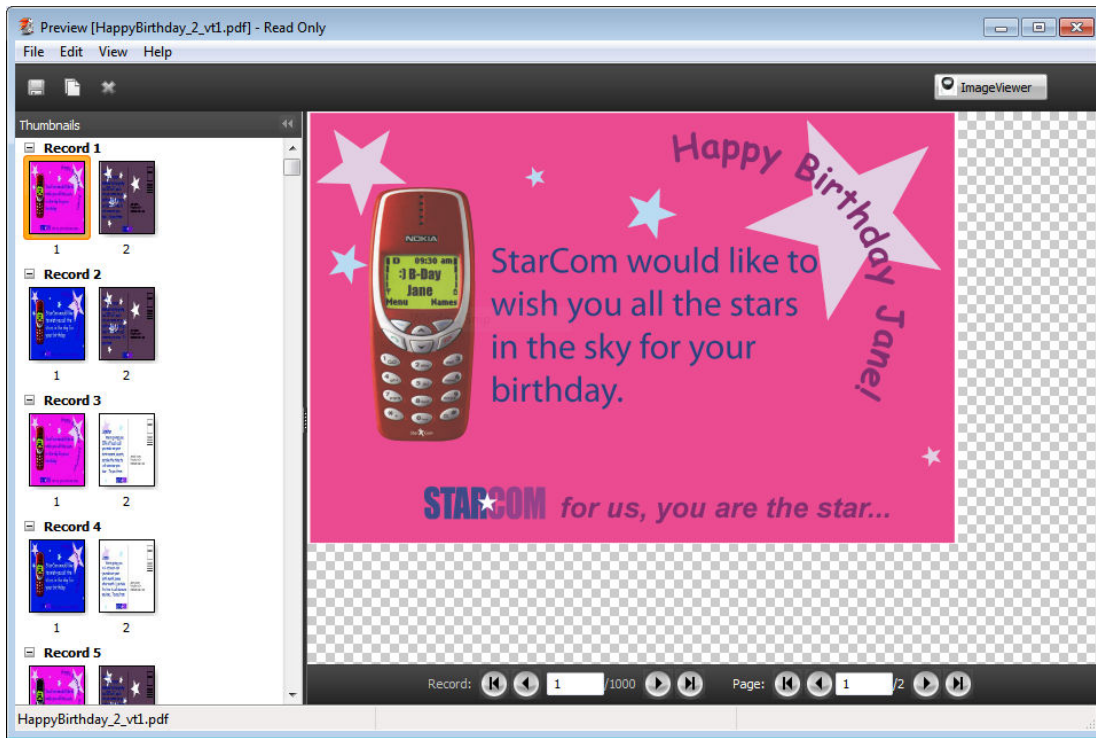 Preview [HappyBirthday_2_vt1.pdf] - Read Only
File Edit View Help
ImageViewer
Thumbnails
Record 1
1 2
Record 2
1 2
Record 3
1 2
Record 4
1 2
Record 5
Happy Birthday Jane!
NOKIA
09:30 am
:) B-Day
Jane
Menu Names
StarCom would like to
wish you all the stars
in the sky for your
birthday.
STARCOM for us, you are the star...
Record: 1 /1000 Page: 1 /2
HappyBirthday_2_vt1.pdf